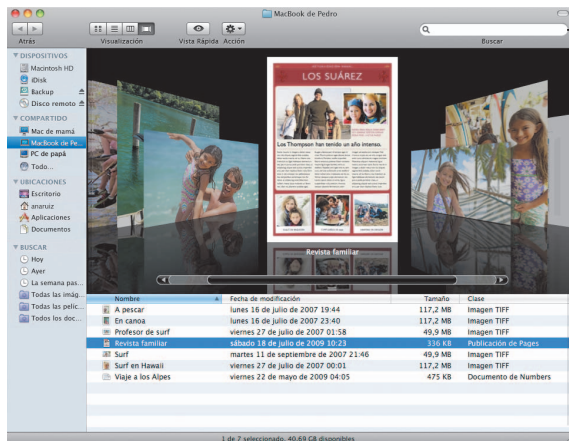 MacBook de Pedro
Atrás Visualización Vista Rápida Acción Buscar
DISPOSITIVOS
Macintosh HD
iDisk
Backup
Disco remoto
COMPARTIDO
Mac de mamá
MacBook de Pe...
PC de papá
Todo...
UBICACIONES
Escritorio
anaruiz
Aplicaciones
Documentos
BUSCAR
Hoy
Ayer
La semana pas...
Todas las imág...
Todas las pelíc...
Todos los doc...
LOS SUÁREZ
Los Thompson han tenido un año intenso.
Revista familiar
Nombre Fecha de modificación Tamaño Clase
A pescar lunes 16 de julio de 2007 19:44 117,2 MB Imagen TIFF
En canoa lunes 16 de julio de 2007 23:40 117,2 MB Imagen TIFF
Profesor de surf viernes 27 de julio de 2007 01:58 49,9 MB Imagen TIFF
Revista familiar sábado 18 de julio de 2009 10:23 336 KB Publicación de Pages
Surf martes 11 de septiembre de 2007 21:46 49,9 MB Imagen TIFF
Surf en Hawaii viernes 27 de julio de 2007 00:01 117,2 MB Imagen TIFF
Viaje a los Alpes viernes 22 de mayo de 2009 04:05 475 KB Documento de Numbers
1 de 7 seleccionado, 40,69 GB disponibles